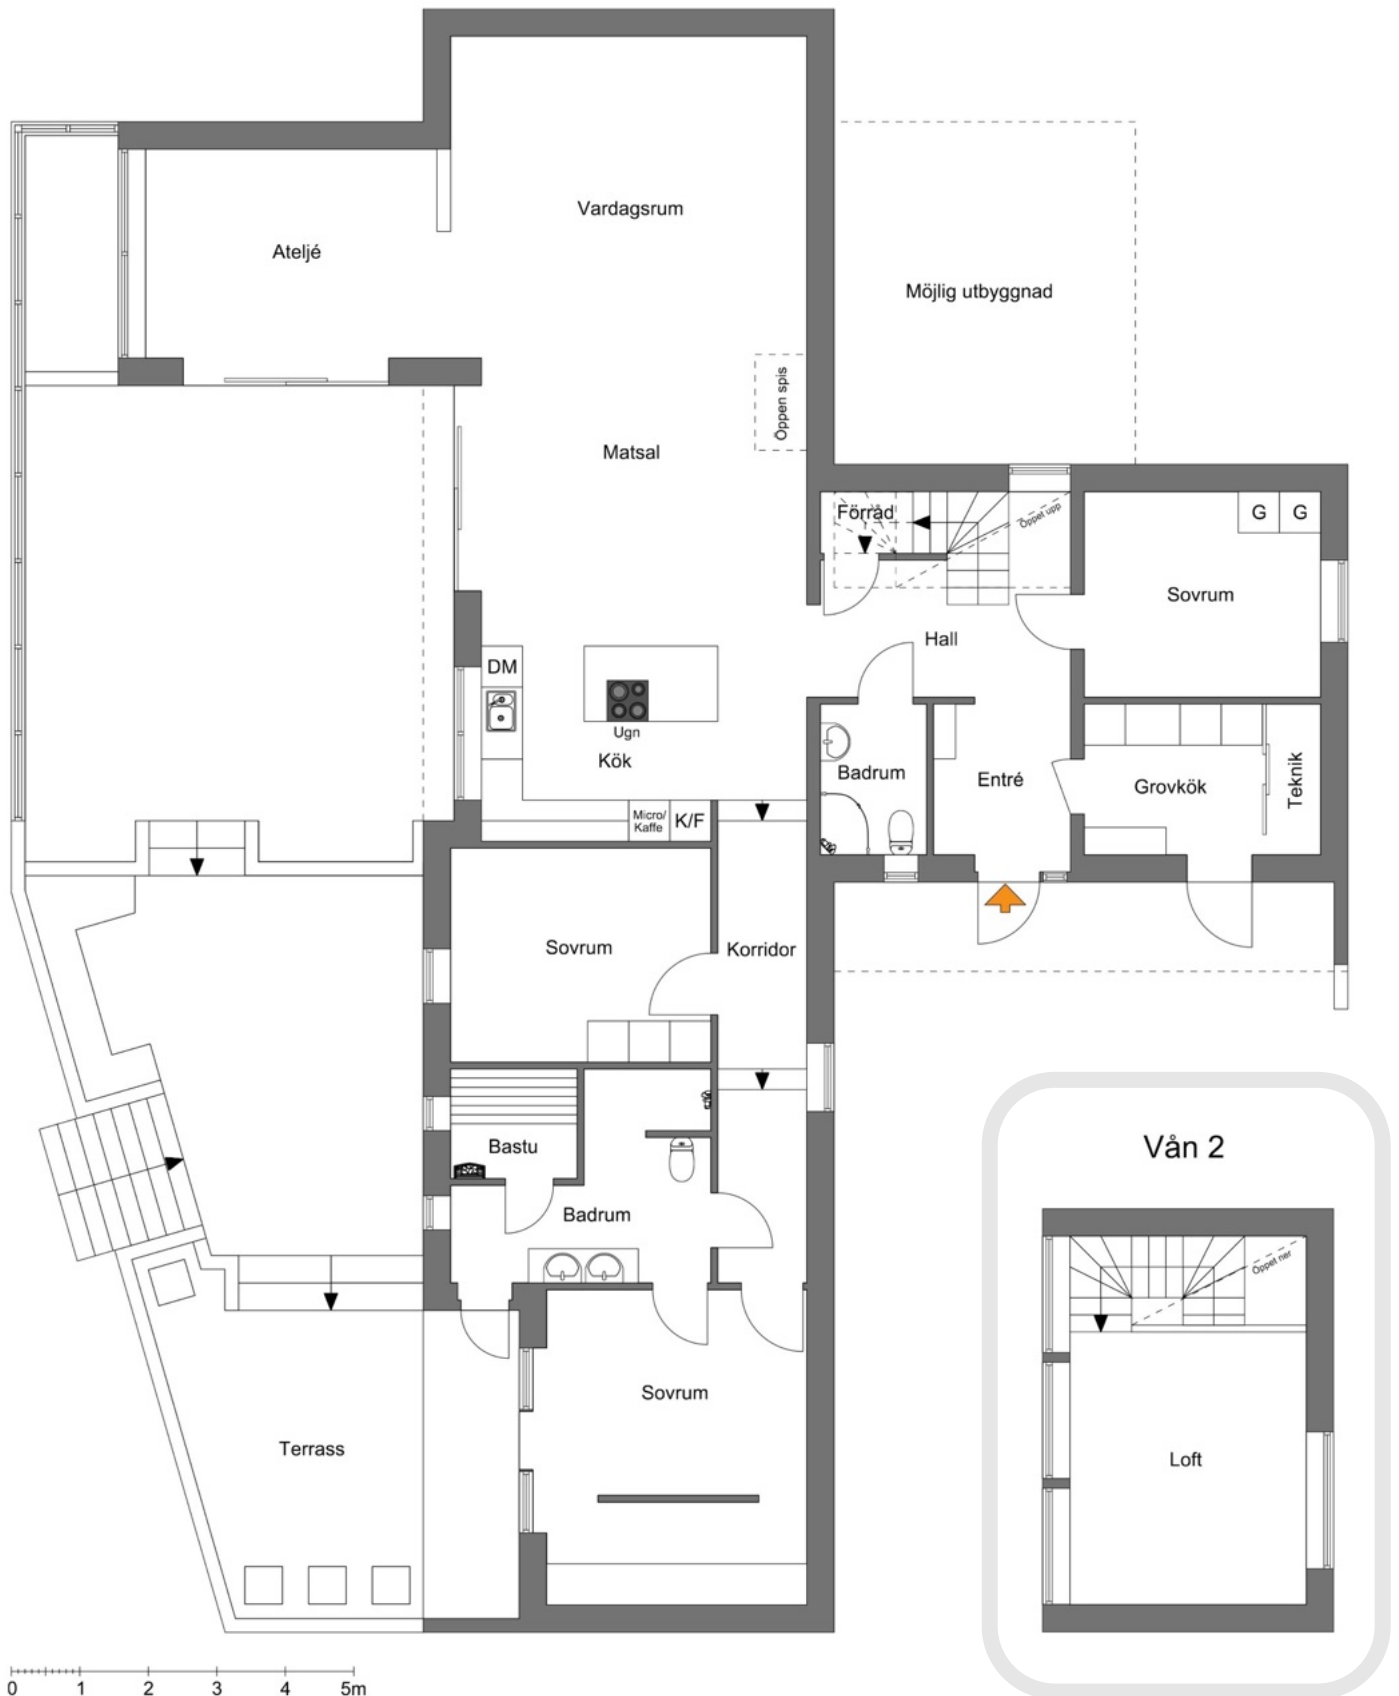 Vardagsrum
Ateljé
Möjlig utbyggnad
Öppen spis
Matsal
Förråd
Öppet upp
G
G
Sovrum
Hall
DM
Ugn
Kök
Badrum
Entré
Grovkök
Teknik
Micro/
Kaffe
K/F
Sovrum
Korridor
Bastu
Badrum
Sovrum
Terrass
Vån 2
Öppet ner
Loft
0 1 2 3 4 5m